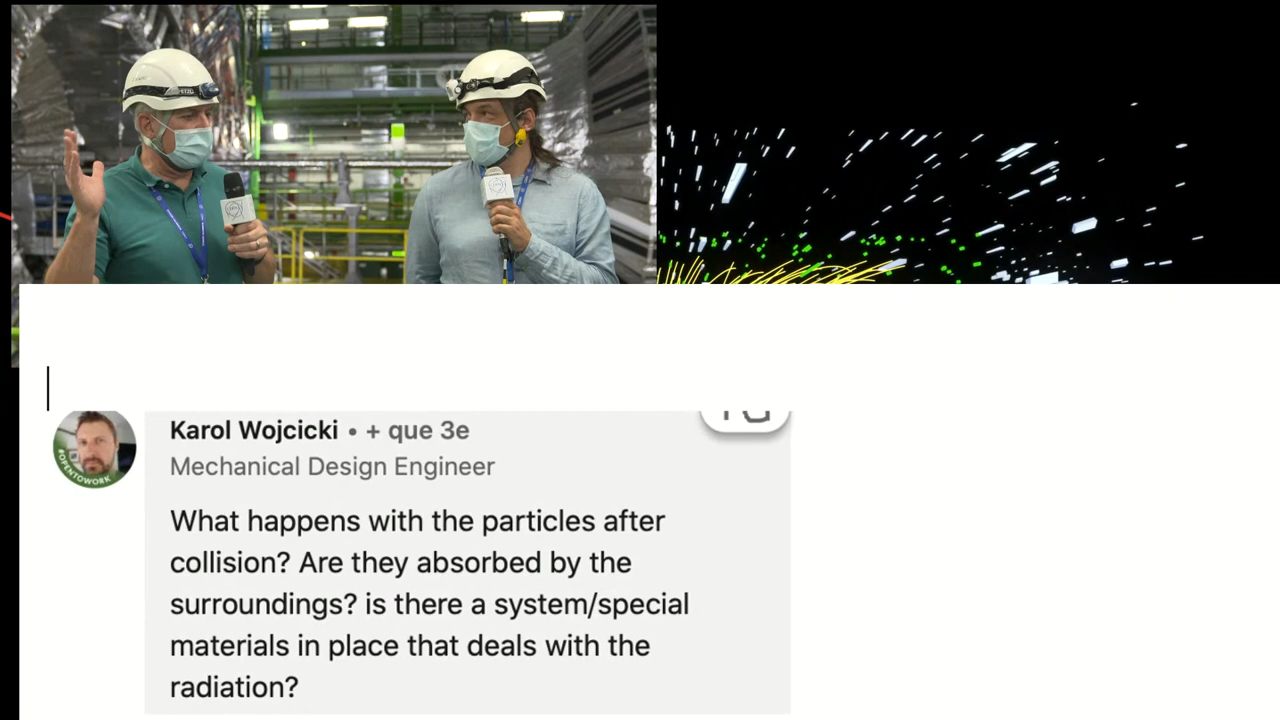 Karol Wojcicki • + que 3e
Mechanical Design Engineer
#OPENTOWORK
What happens with the particles after
collision? Are they absorbed by the
surroundings? is there a system/special
materials in place that deals with the
radiation?